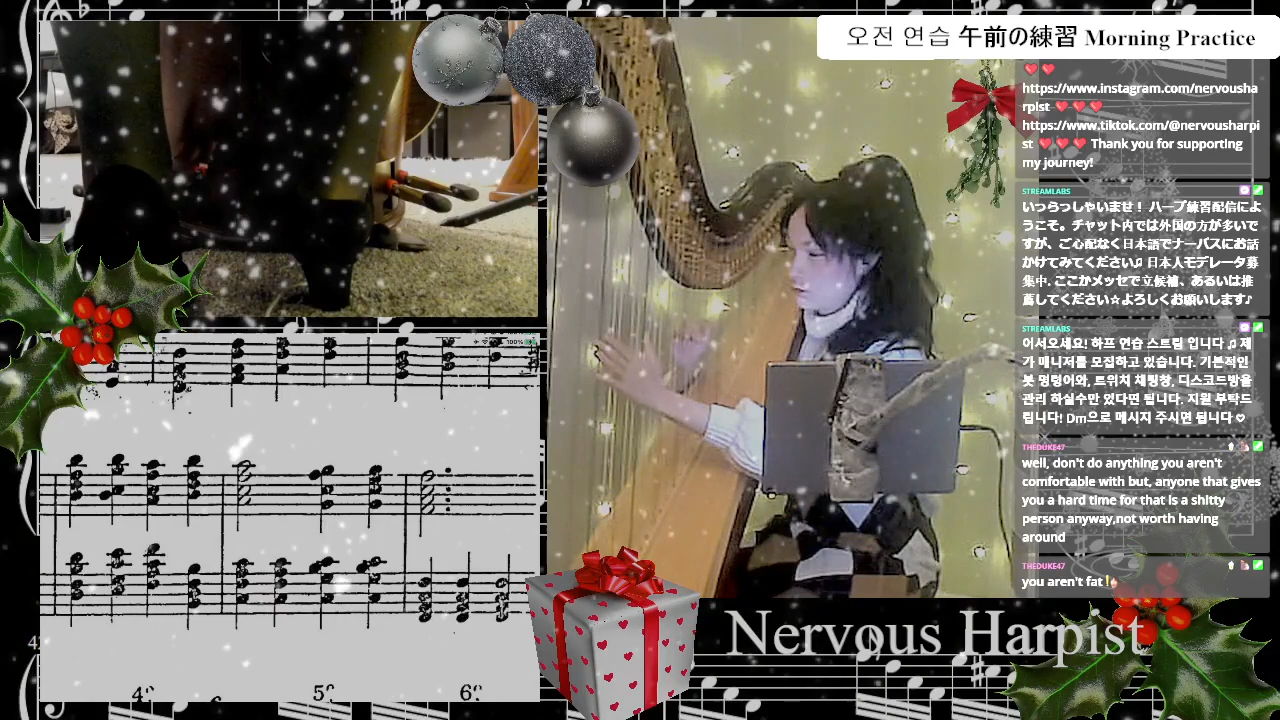 오전 연습 午前の練習 Morning Practice
https://www.instagram.com/nervousha
rpist ❤️ ❤️ ❤️
https://www.tiktok.com/@nervousharpi
st ❤️ ❤️ ❤️ Thank you for supporting
my journey!
STREAMLABS
いつらっしゃいませ！ ハープ練習配信によ
うこそ。チャット内では外国の方が多いで
すが、ご心配なく日本語でナーバスにお話
かけてみてください♫ 日本人モデレータ募
集中. ここかメッセで立候補、あるいは推
薦してください☆よろしくお願いします♪
STREAMLABS
어서오세요! 하프 연습 스트림 입니다 ♫ 제
가 매니저를 모집하고 있습니다. 기본적인
봇 명령어와, 트위치 채팅창, 디스코드방을
관리 하실수만 있다면 됩니다. 지원 부탁드
립니다! Dm으로 메시지 주시면 됩니다 ♡
THEDUKE47
well, don't do anything you aren't
comfortable with but, anyone that gives
you a hard time for that is a shitty
person anyway,not worth having
around
THEDUKE47
you aren't fat !
100%
4
5
6
Nervous Harpist